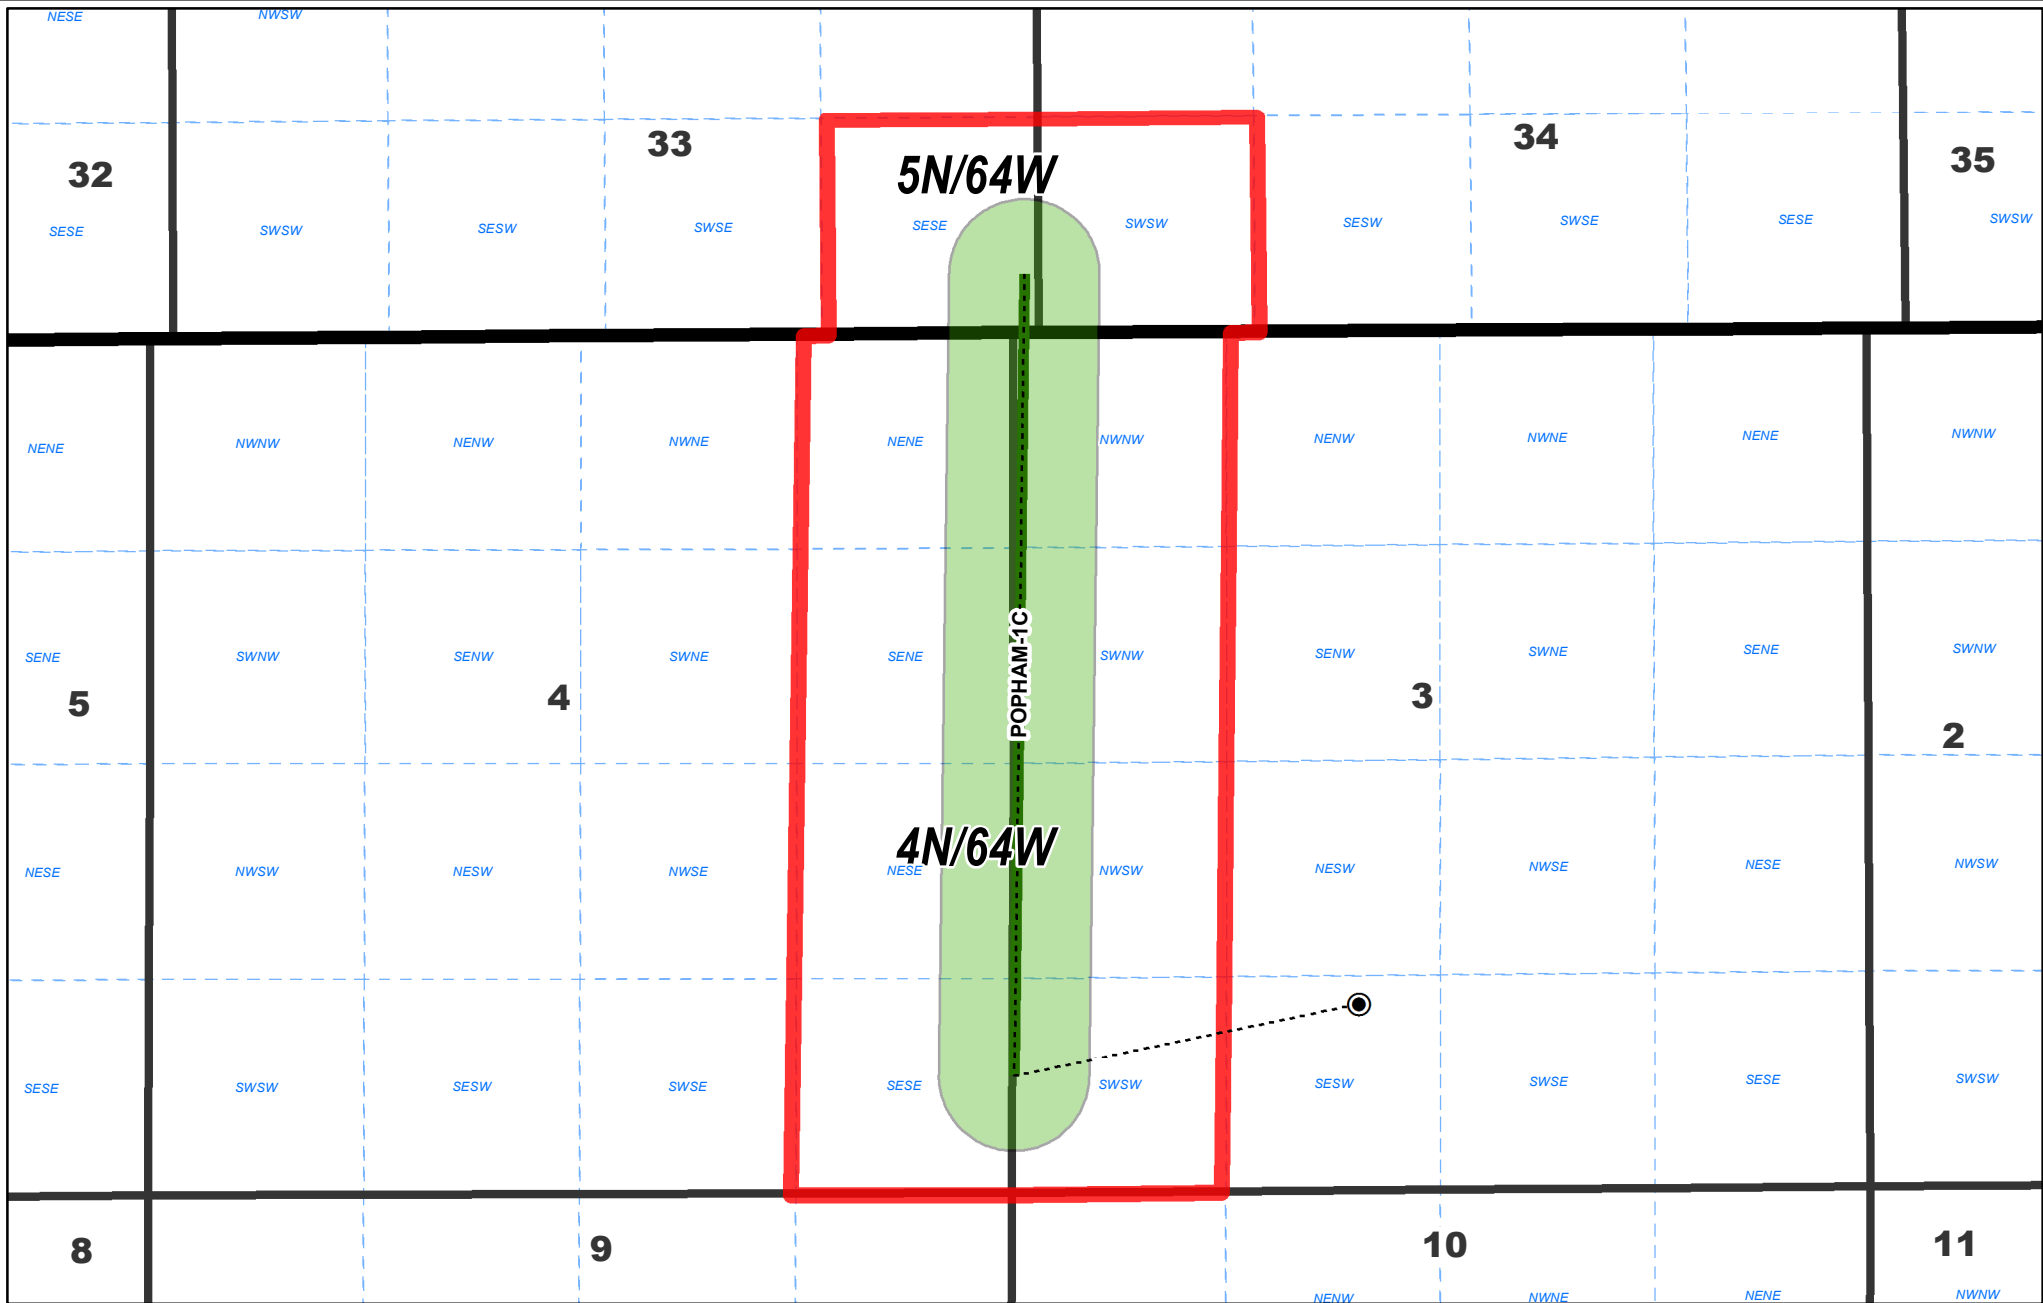 NESE NWSW
32 33 34 35
5N/64W
SESE SWSW SESW SWSE SESE SWSW SESW SWSE SESE SWSW
NENE NWNW NENW NWNE NENE NWNW NENW NWNE NENE NWNW
SENE SWNW SENW SWNE SENE SWNW SENW SWNE SENE SWNW
POPHAM-1C
5 4 3 2
4N/64W
NESE NWSW NESW NWSE NESE NWSW NESW NWSE NESE NWSW
SESE SWSW SESW SWSE SESE SWSW SESW SWSE SESE SWSW
8 9 10 11
NENW NWNE NENE NWNW